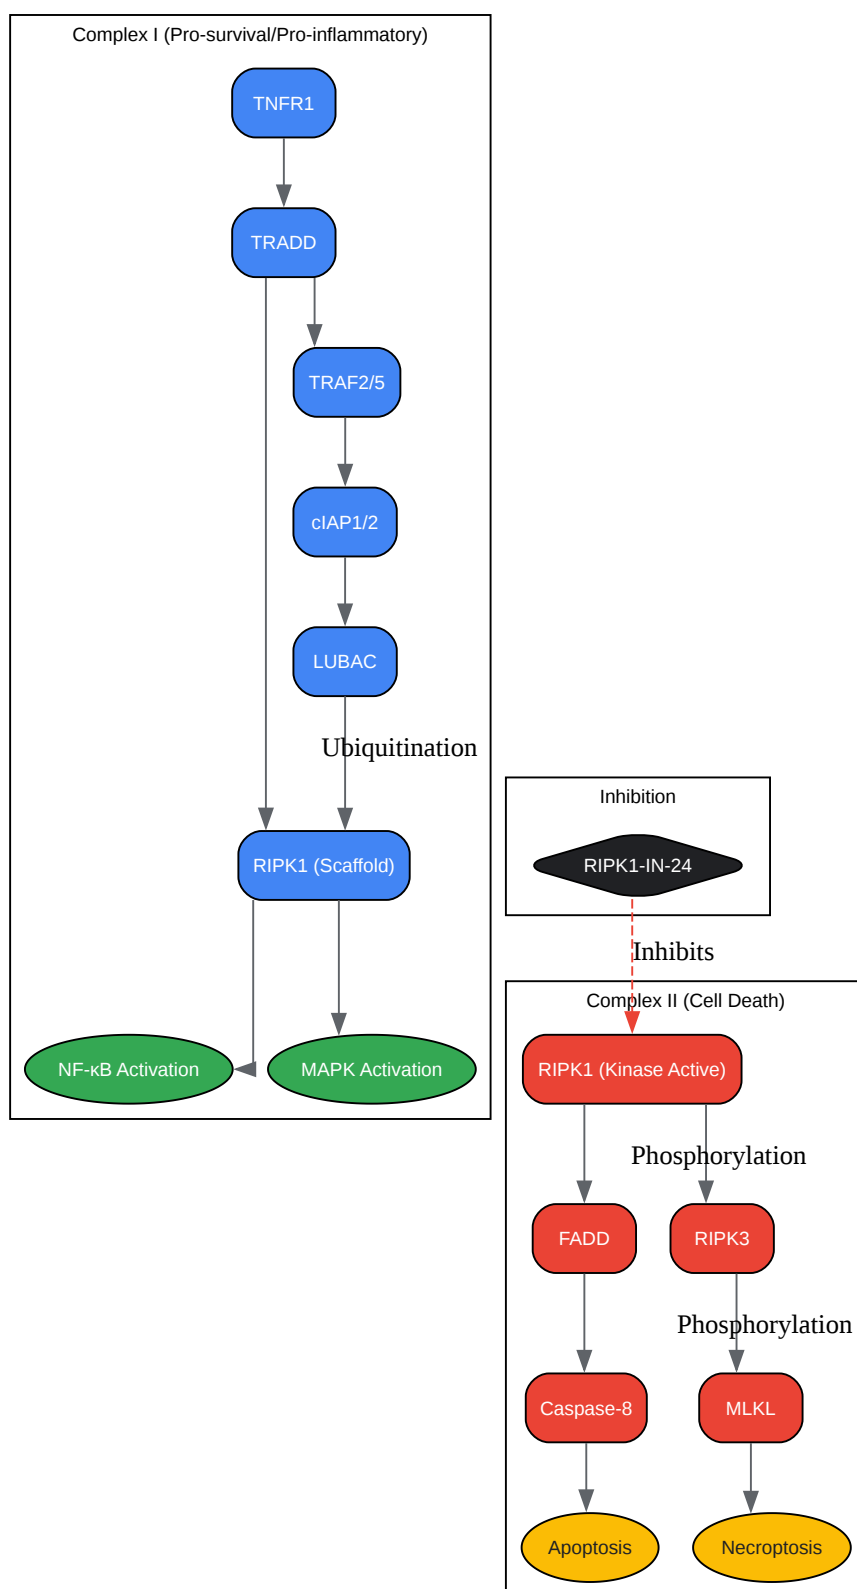 Complex I (Pro-survival/Pro-inflammatory)
TNFR1
TRADD
TRAF2/5
cIAP1/2
LUBAC
Ubiquitination
RIPK1 (Scaffold)
NF-κB Activation
MAPK Activation
Inhibition
RIPK1-IN-24
Inhibits
Complex II (Cell Death)
RIPK1 (Kinase Active)
Phosphorylation
FADD
RIPK3
Phosphorylation
Caspase-8
MLKL
Apoptosis
Necroptosis